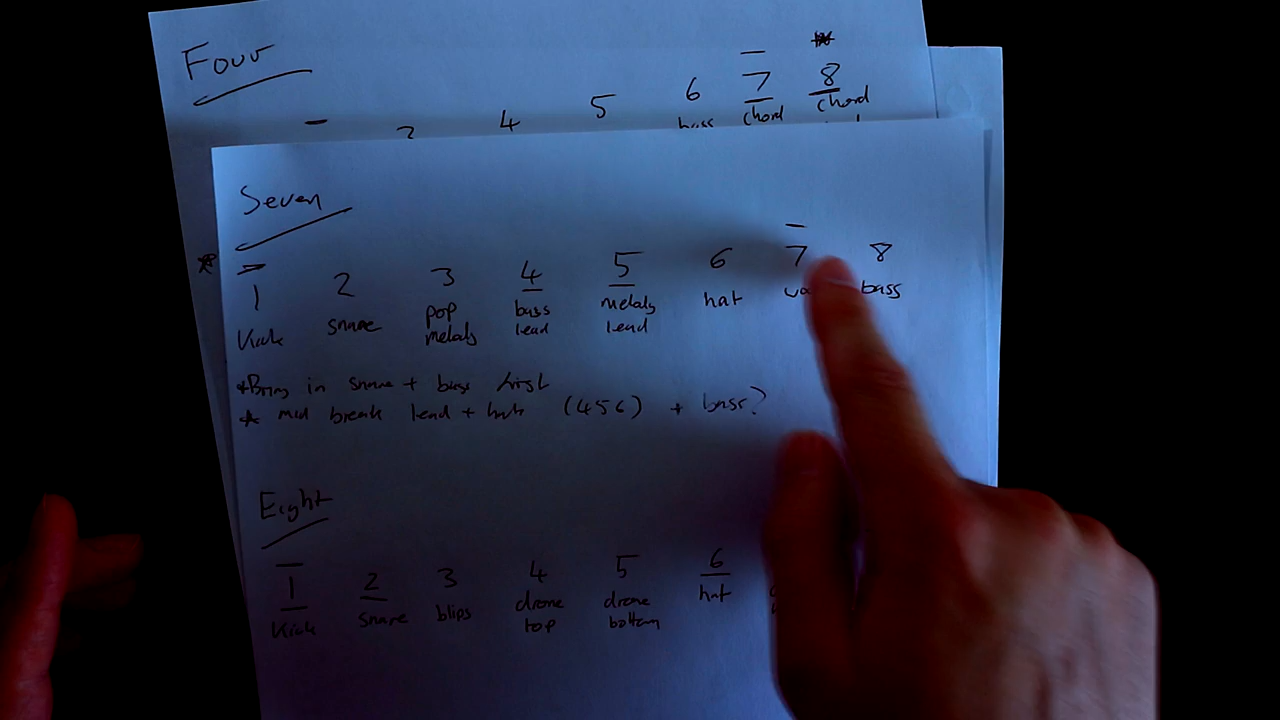 Four
4 5 6 7 8
bass chord chord
Seven
1 2 3 4 5 6 7 8
Kick snare pop bass melody hat bass
melody lead lead
*Bring in snare + bass first
* mid break lead + hats (456) + bass?
Eight
1 2 3 4 5 6
Kick snare blips drone drone hat
top bottom